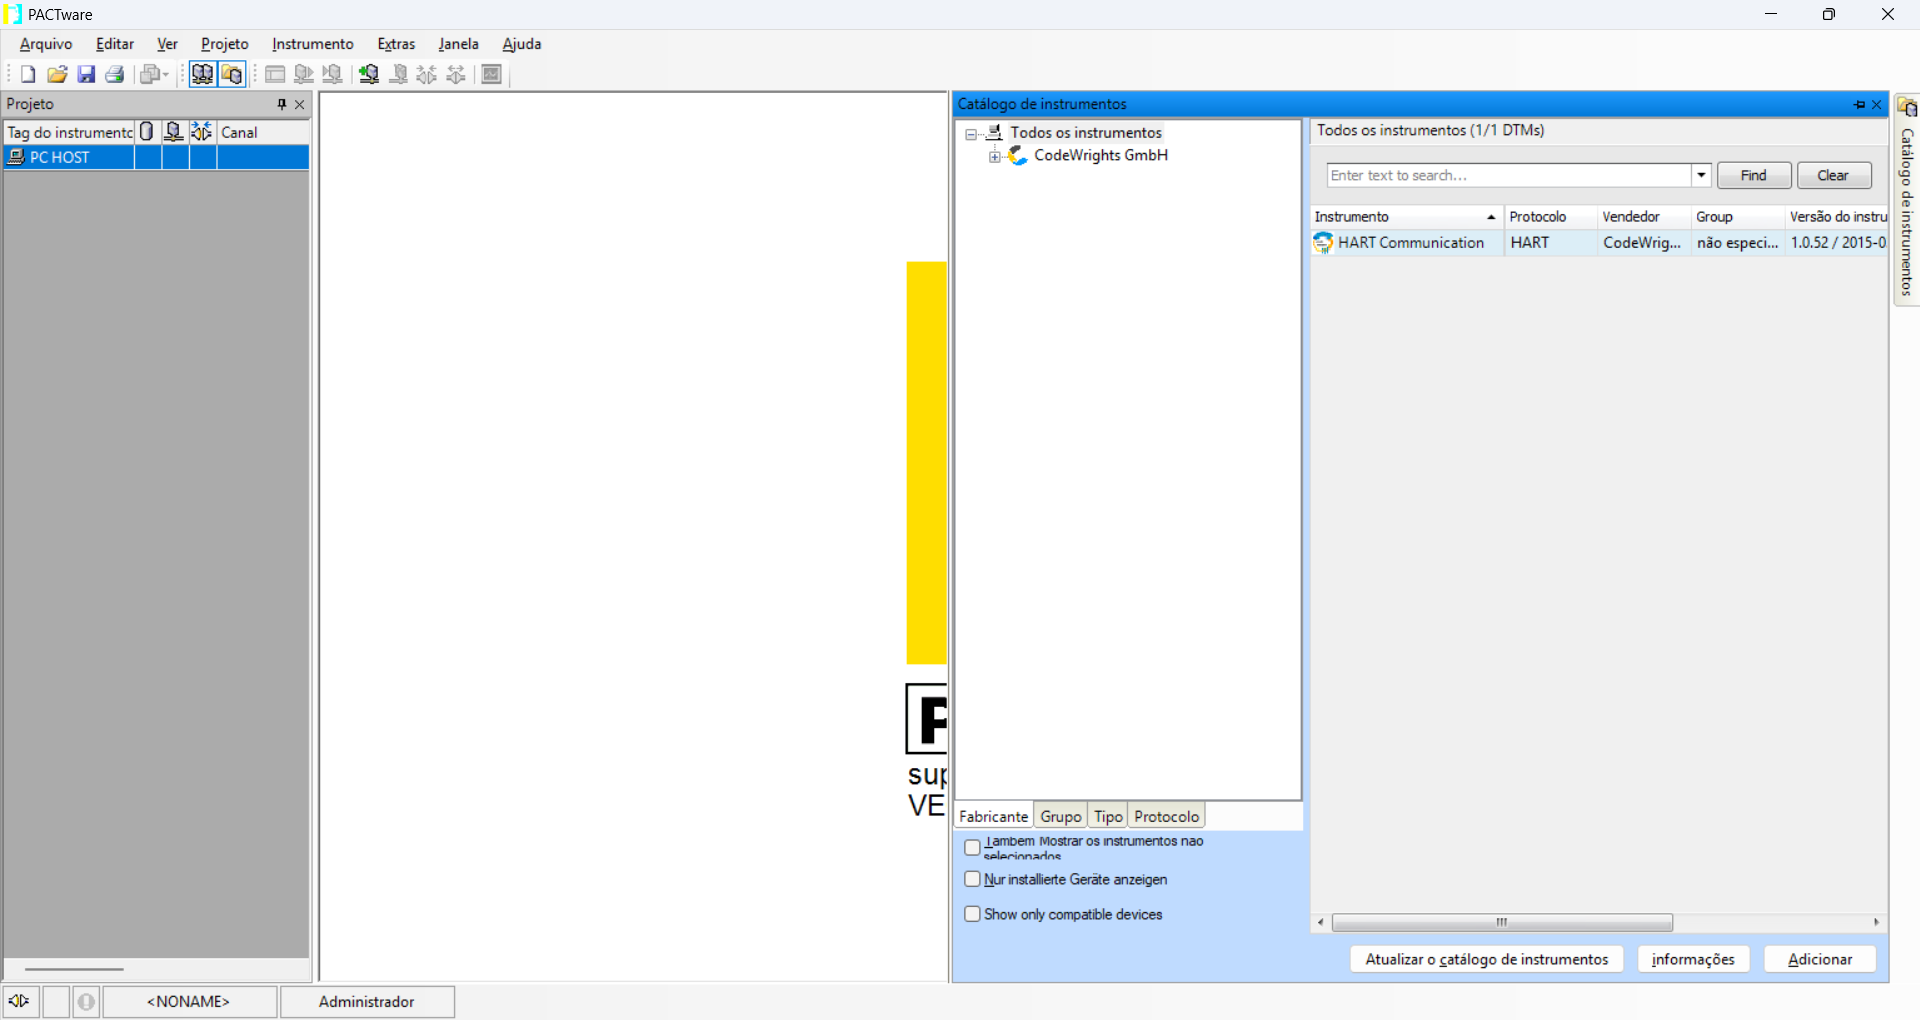 PACTware
Arquivo Editar Ver Projeto Instrumento Extras Janela Ajuda
Projeto
Tag do instrumentc Canal
PC HOST
sup
VE
Catálogo de instrumentos
Todos os instrumentos
CodeWrights GmbH
Fabricante Grupo Tipo Protocolo
Também Mostrar os instrumentos não
selecionados
Nur installierte Geräte anzeigen
Show only compatible devices
Todos os instrumentos (1/1 DTMs)
Enter text to search... Find Clear
Instrumento Protocolo Vendedor Group Versão do instru
HART Communication HART CodeWrig... não especi... 1.0.52 / 2015-0
Atualizar o catálogo de instrumentos informações Adicionar
Catálogo de instrumentos
<NONAME> Administrador